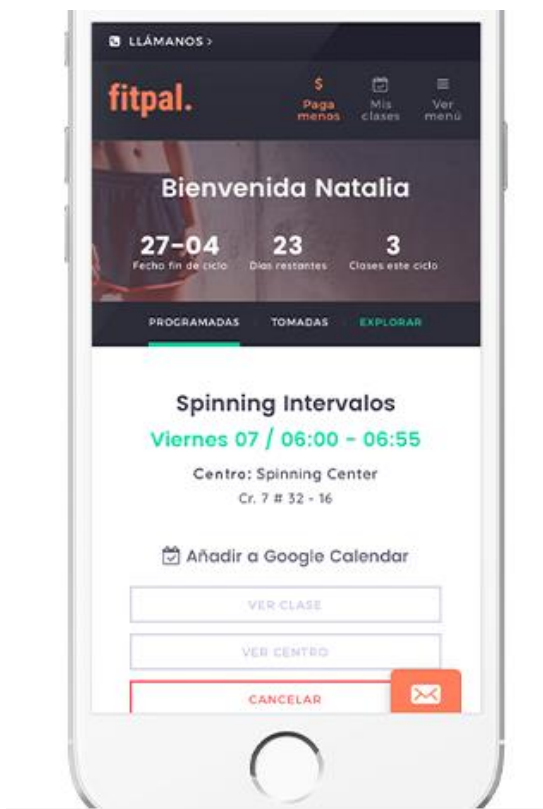 LLÁMANOS >
fitpal.
$ Paga menos
Mis clases
Ver menú
Bienvenida Natalia
27-04
23
3
Fecha fin de ciclo
Días restantes
Clases este ciclo
PROGRAMADAS
TOMADAS
EXPLORAR
Spinning Intervalos
Viernes 07 / 06:00 - 06:55
Centro: Spinning Center
Cr. 7 # 32 - 16
Añadir a Google Calendar
VER CLASE
VER CENTRO
CANCELAR